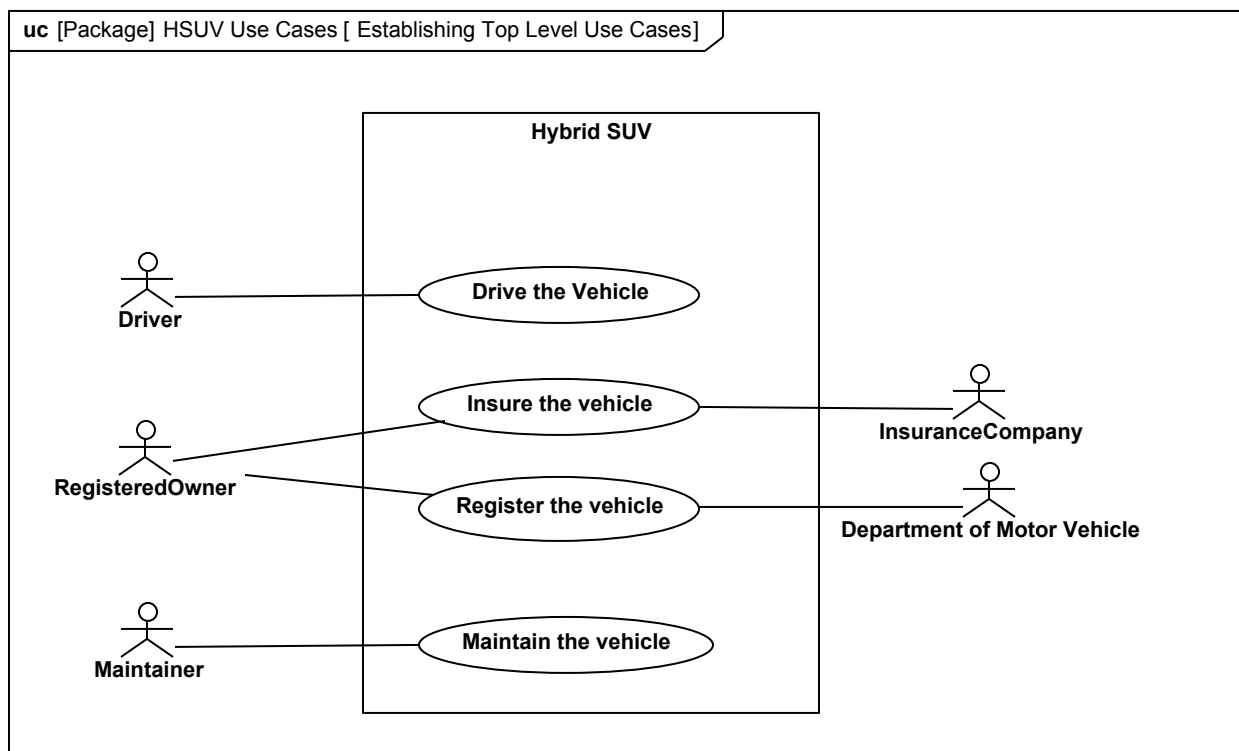 uc [Package] HSUV Use Cases [ Establishing Top Level Use Cases]
Hybrid SUV
Drive the Vehicle
Driver
Insure the vehicle
InsuranceCompany
RegisteredOwner
Register the vehicle
Department of Motor Vehicle
Maintain the vehicle
Maintainer